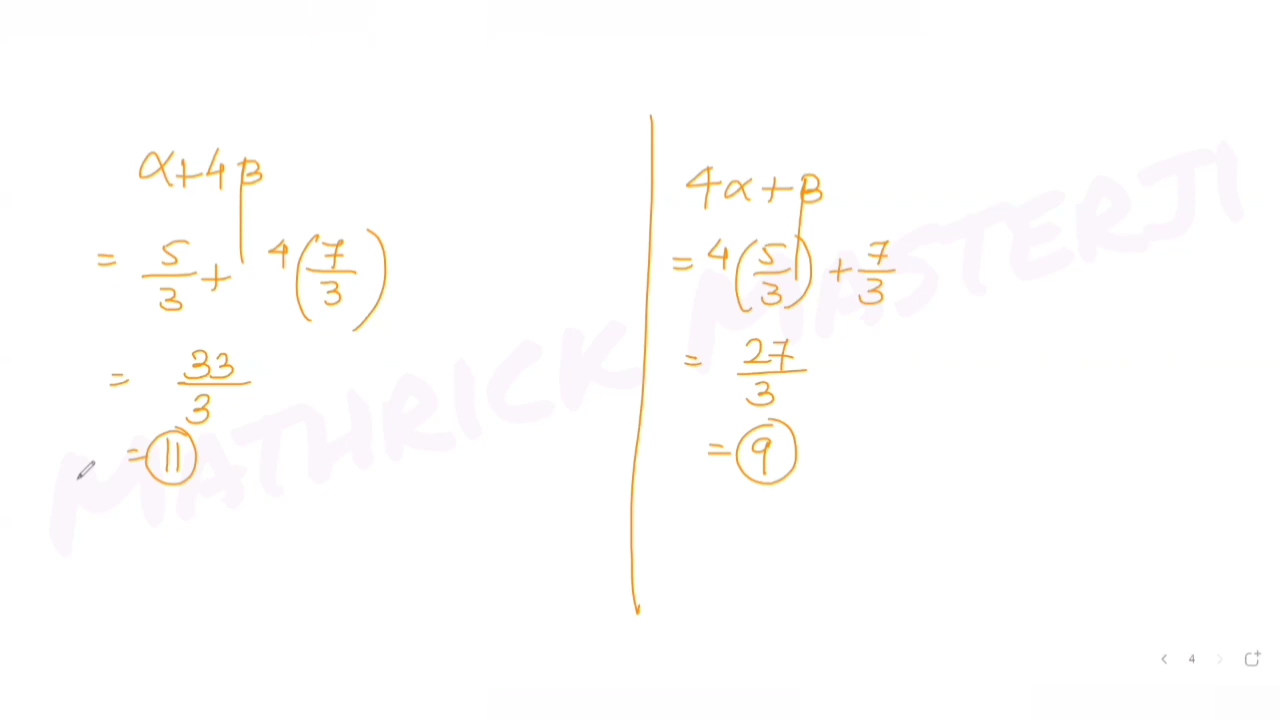 α+4β
= 5/3 + 4(7/3)
= 33/3
= 11
4α+β
= 4(5/3) + 7/3
= 27/3
= 9
MATHRICK MASTERJI
4